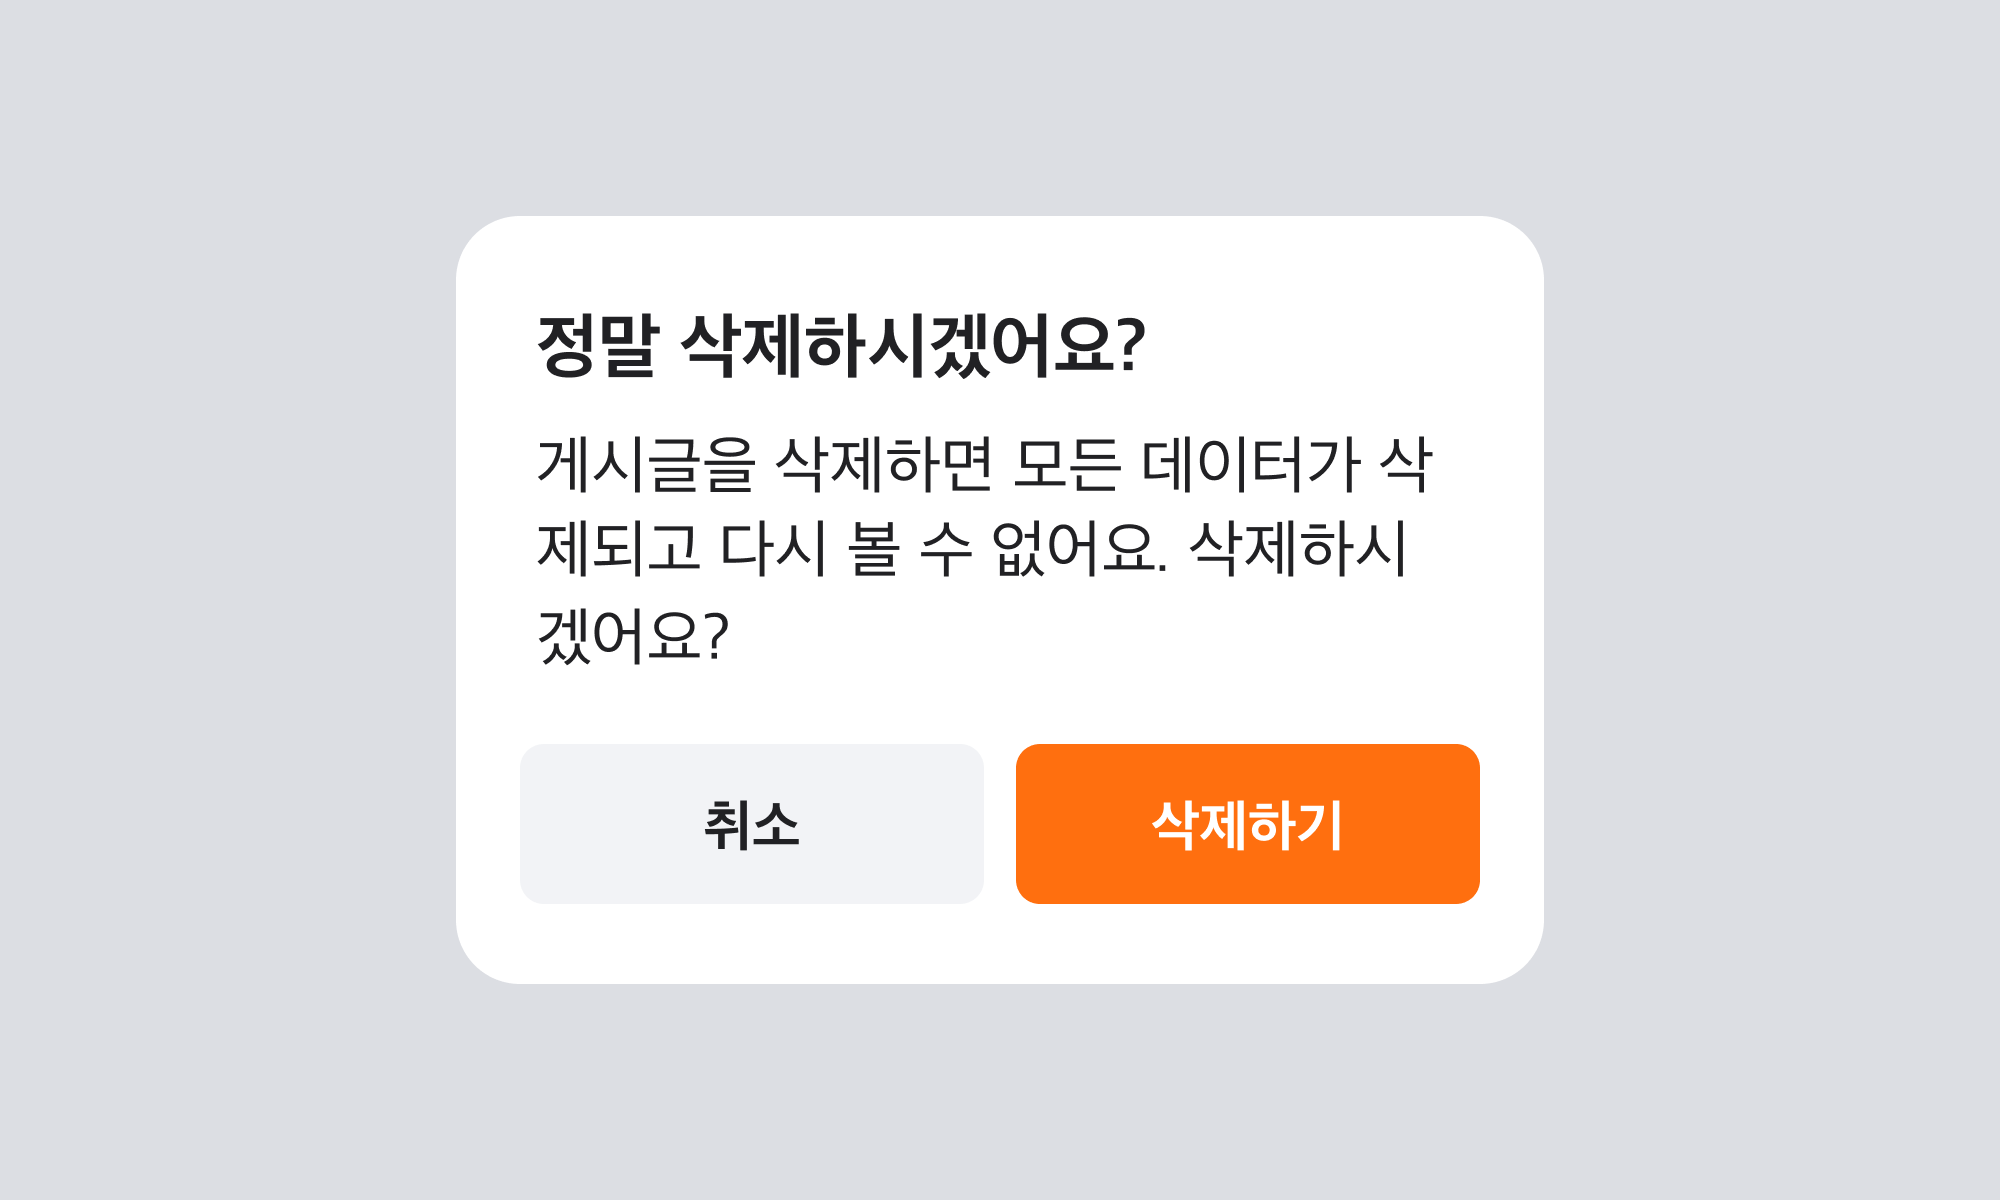 정말 삭제하시겠어요?
게시글을 삭제하면 모든 데이터가 삭
제되고 다시 볼 수 없어요. 삭제하시
겠어요?
취소
삭제하기